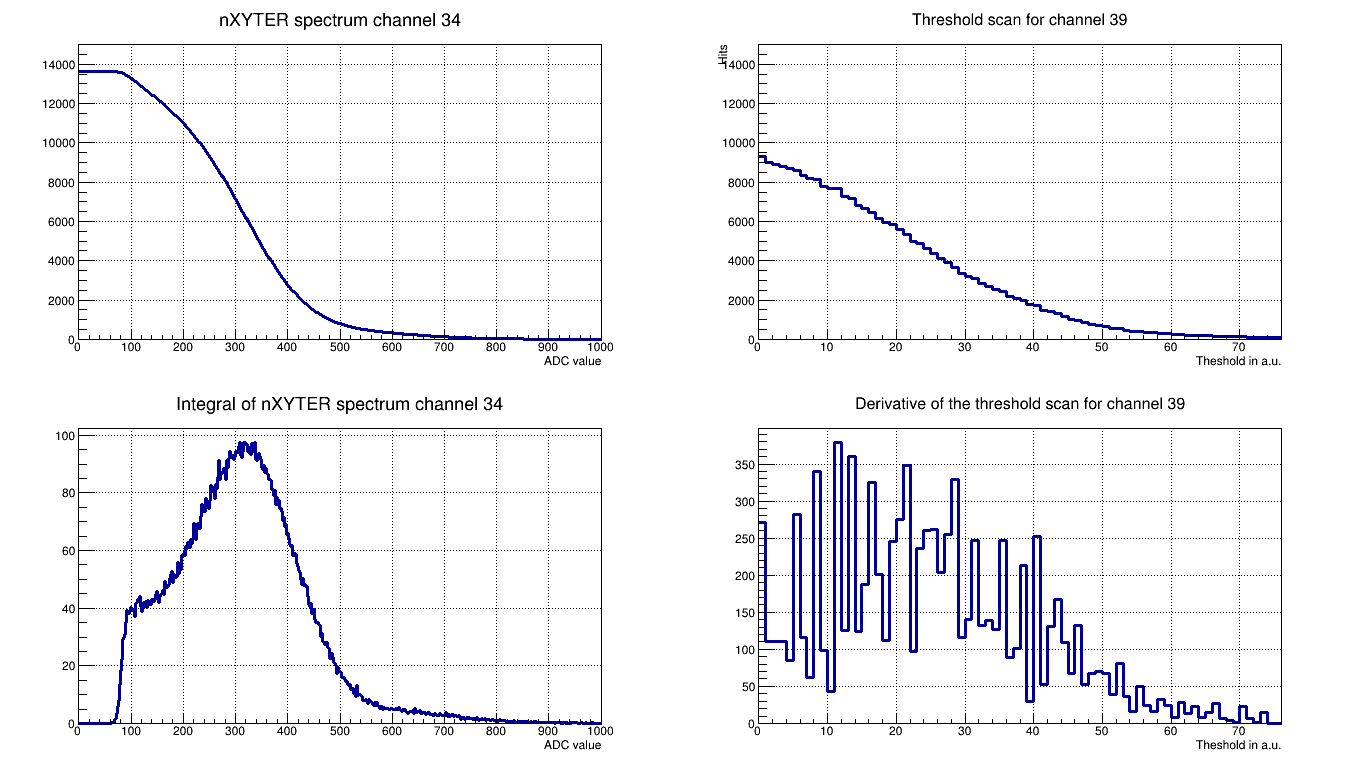 nXYTER spectrum channel 34
14000
12000
10000
8000
6000
4000
2000
0
0 100 200 300 400 500 600 700 800 900 1000
ADC value
Threshold scan for channel 39
Hits
14000
12000
10000
8000
6000
4000
2000
0
0 10 20 30 40 50 60 70
Theshold in a.u.
Integral of nXYTER spectrum channel 34
100
80
60
40
20
0
0 100 200 300 400 500 600 700 800 900 1000
ADC value
Derivative of the threshold scan for channel 39
350
300
250
200
150
100
50
0
0 10 20 30 40 50 60 70
Theshold in a.u.